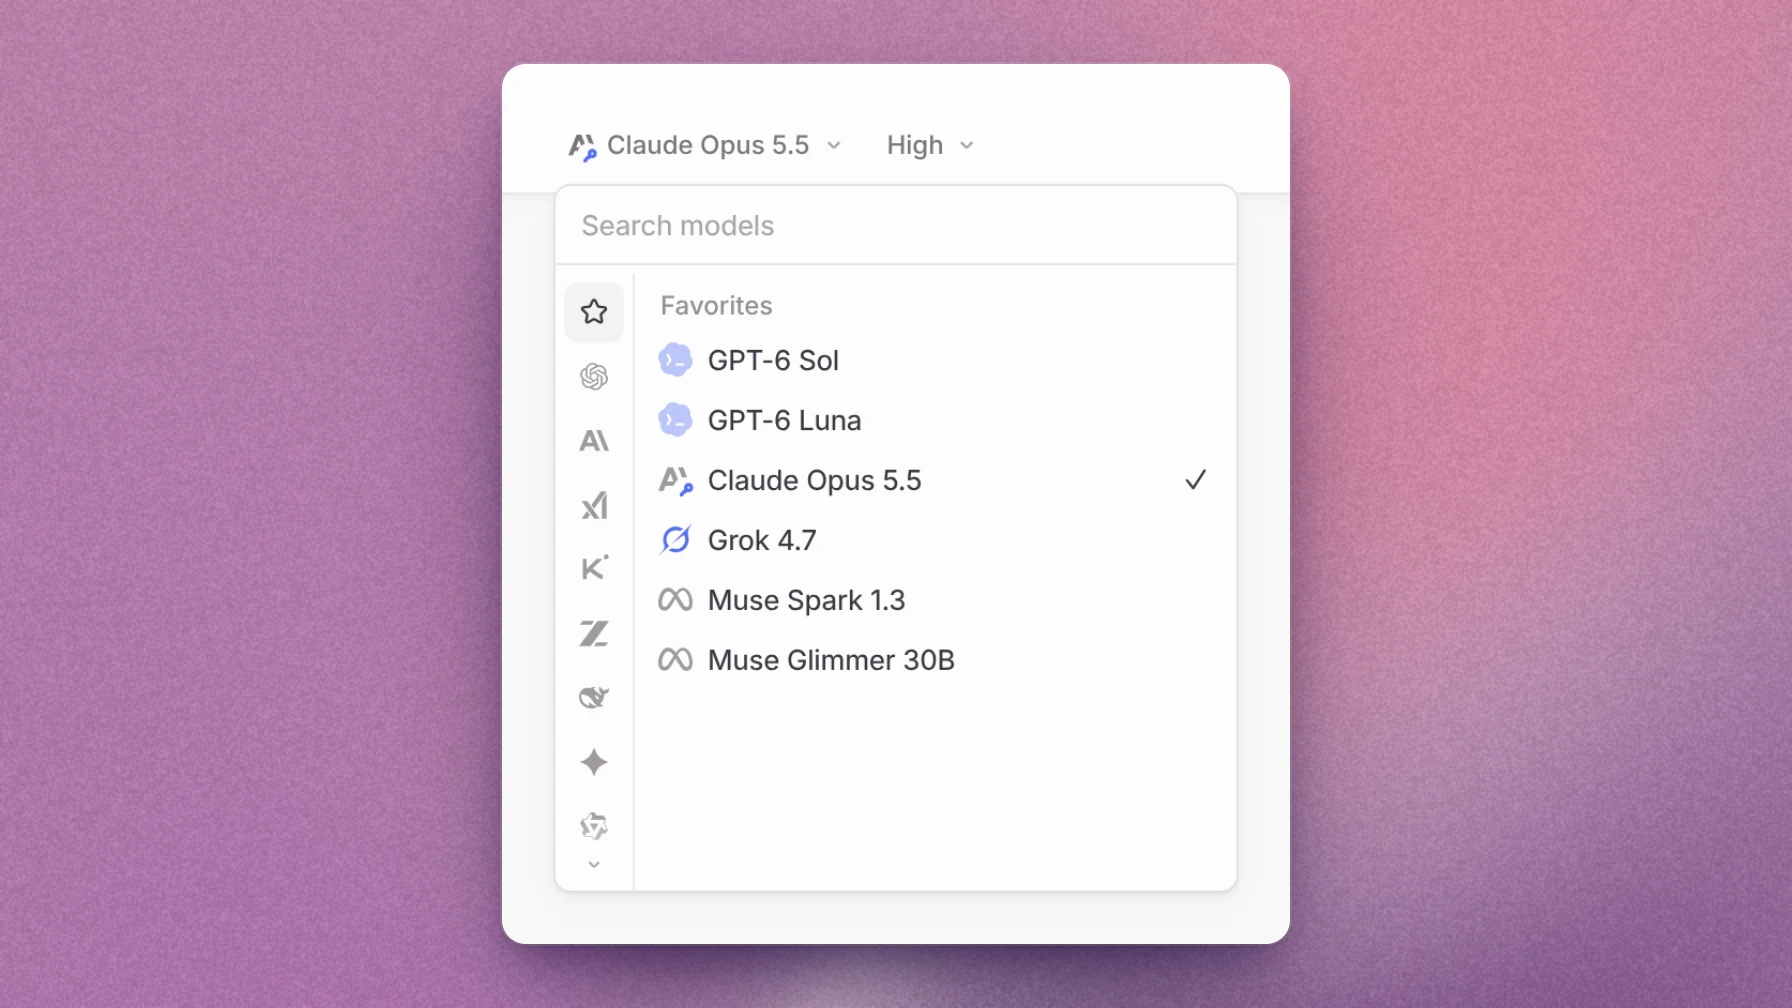 Claude Opus 5.5
High
Search models
Favorites
GPT-6 Sol
GPT-6 Luna
Claude Opus 5.5
Grok 4.7
Muse Spark 1.3
Muse Glimmer 30B